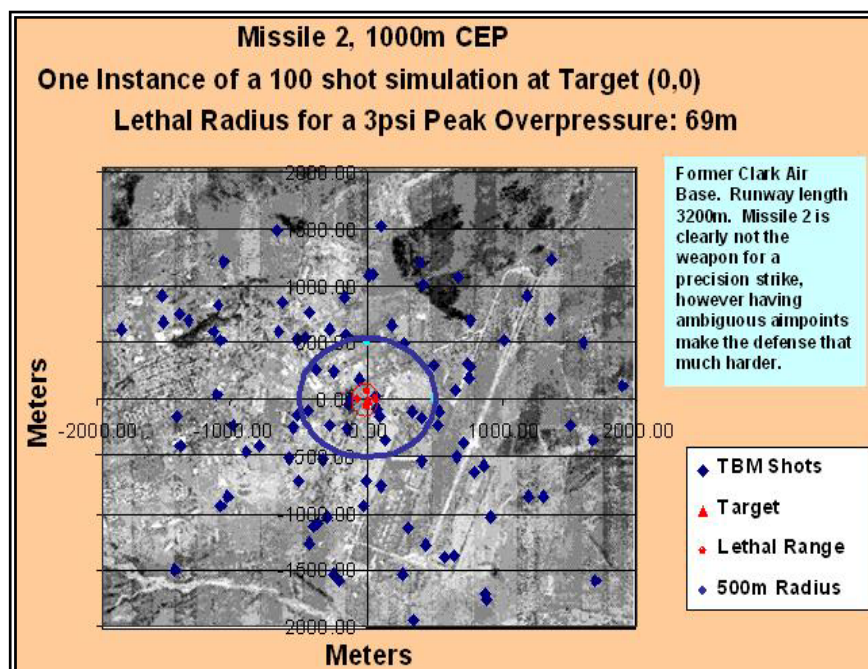 Missile 2, 1000m CEP
One Instance of a 100 shot simulation at Target (0,0)
Lethal Radius for a 3psi Peak Overpressure: 69m
2000.00
1500.00
1000.00
500.00
0.00
-2000.00
-1000.00
0.00
1000.00
2000.00
-500.00
-1000.00
-1500.00
-2000.00
Meters
Meters
Former Clark Air
Base. Runway length
3200m. Missile 2 is
clearly not the
weapon for a
precision strike,
however having
ambiguous aimpoints
make the defense that
much harder.
TBM Shots
Target
Lethal Range
500m Radius